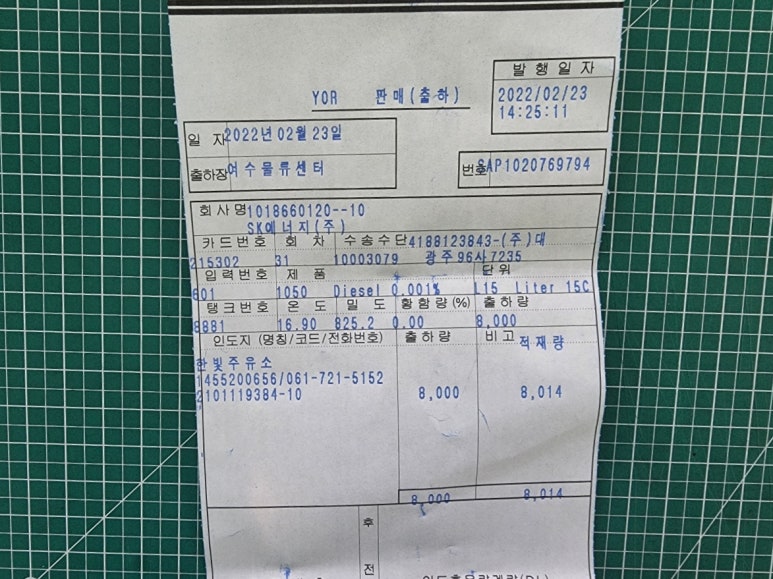 발 행 일 자
YOR 판매(출하)
2022/02/23
14:25:11
일 자 2022년 02월 23일
출하장 여수물류센터
번호 SAP1020769794
회 사 명 1018660120--10
SK에너지(주)
카드번호 회 차 수송수단 4188123843-(주)대
215302 31 10003079 광주96사7235
입력번호 제 품 단 위
601 1050 Diesel 0.001% L15 Liter 15C
탱크번호 온 도 밀 도 황함량(%) 출하량
8881 16.90 825.2 0.00 8,000
인도지 (명칭/코드/전화번호) 출하량 비고 적재량
한빛주유소
1455200656/061-721-5152
2101119384-10 8,000 8,014
8,000 8,014
후
전